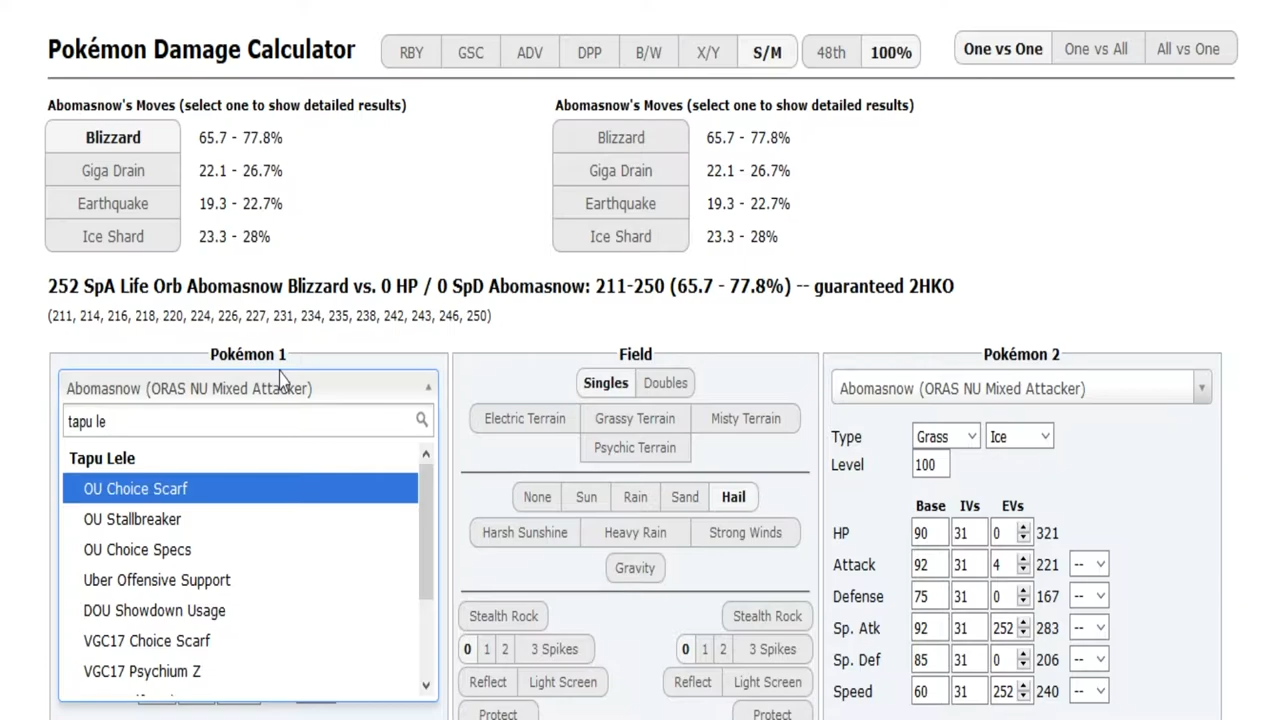 Pokémon Damage Calculator RBY GSC ADV DPP B/W X/Y S/M 48th 100% One vs One One vs All All vs One
Abomasnow's Moves (select one to show detailed results) Abomasnow's Moves (select one to show detailed results)
Blizzard 65.7 - 77.8% Blizzard 65.7 - 77.8%
Giga Drain 22.1 - 26.7% Giga Drain 22.1 - 26.7%
Earthquake 19.3 - 22.7% Earthquake 19.3 - 22.7%
Ice Shard 23.3 - 28% Ice Shard 23.3 - 28%
252 SpA Life Orb Abomasnow Blizzard vs. 0 HP / 0 SpD Abomasnow: 211-250 (65.7 - 77.8%) -- guaranteed 2HKO
(211, 214, 216, 218, 220, 224, 226, 227, 231, 234, 235, 238, 242, 243, 246, 250)
Pokémon 1
Abomasnow (ORAS NU Mixed Attacker)
tapu le
Tapu Lele
OU Choice Scarf
OU Stallbreaker
OU Choice Specs
Uber Offensive Support
DOU Showdown Usage
VGC17 Choice Scarf
VGC17 Psychium Z
Field
Singles Doubles
Electric Terrain Grassy Terrain Misty Terrain
Psychic Terrain
None Sun Rain Sand Hail
Harsh Sunshine Heavy Rain Strong Winds
Gravity
Stealth Rock Stealth Rock
0 1 2 3 Spikes 0 1 2 3 Spikes
Reflect Light Screen Reflect Light Screen
Protect Protect
Pokémon 2
Abomasnow (ORAS NU Mixed Attacker)
Type Grass Ice
Level 100
Base IVs EVs
HP 90 31 0 321
Attack 92 31 4 221 --
Defense 75 31 0 167 --
Sp. Atk 92 31 252 283 --
Sp. Def 85 31 0 206 --
Speed 60 31 252 240 --